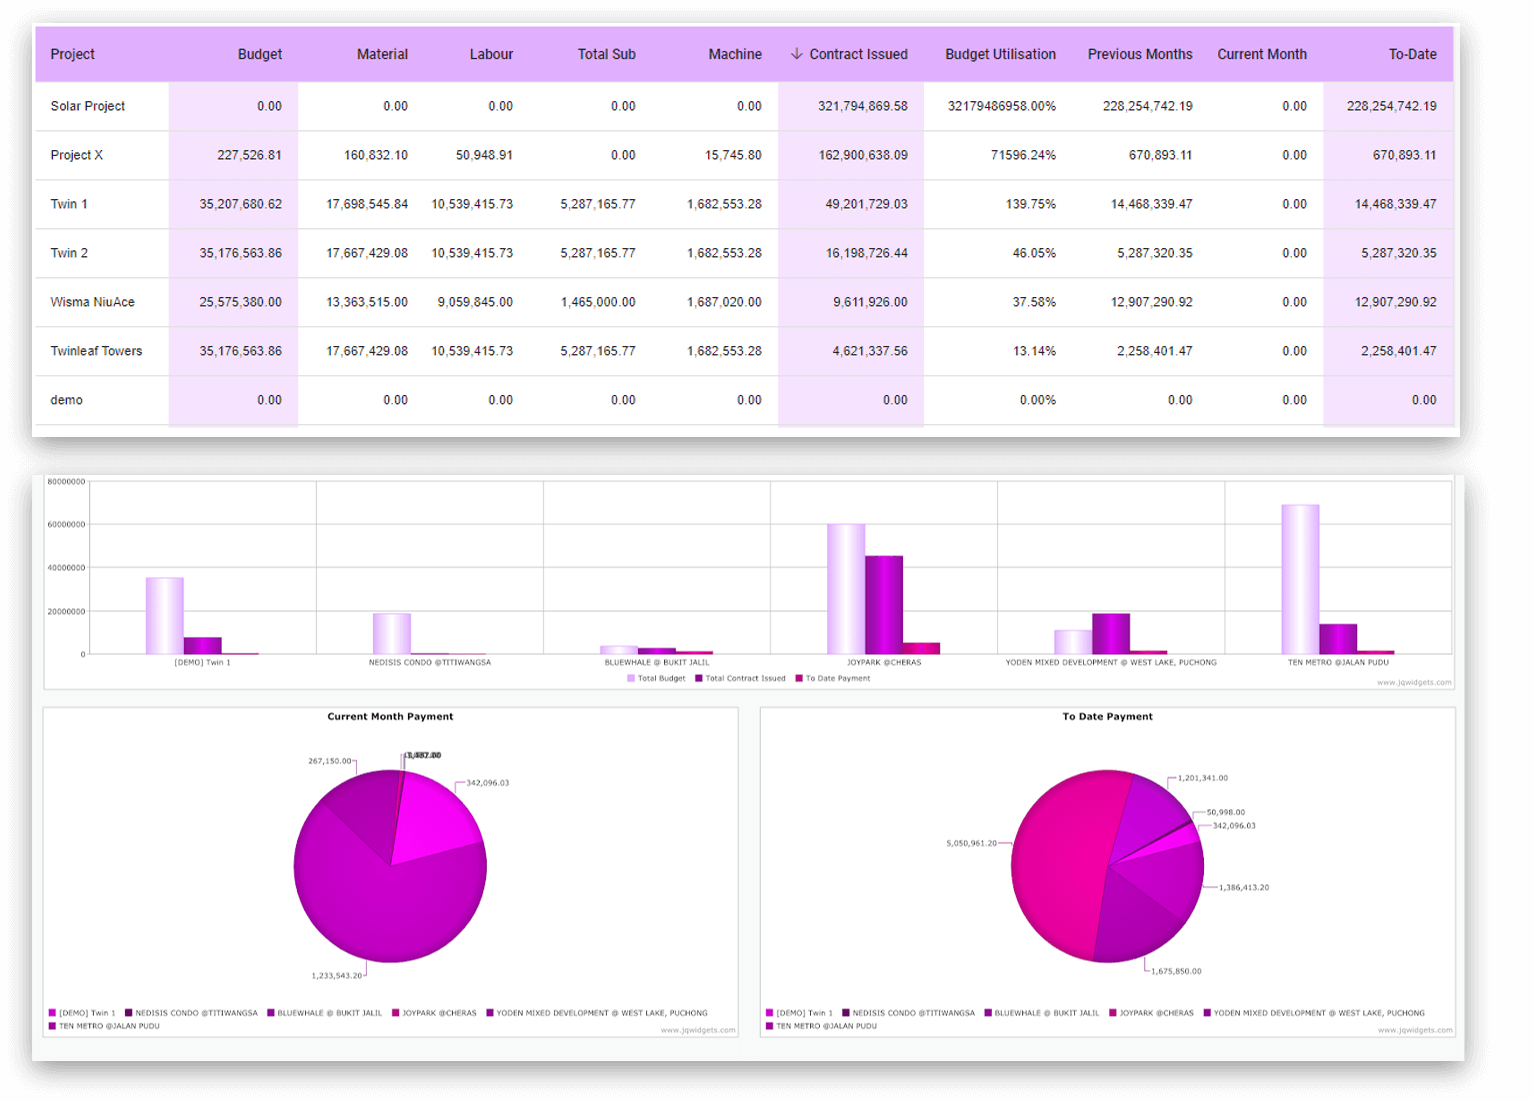 Project Budget Material Labour Total Sub Machine ↓ Contract Issued Budget Utilisation Previous Months Current Month To-Date
Solar Project 0.00 0.00 0.00 0.00 0.00 321,794,869.58 32179486958.00% 228,254,742.19 0.00 228,254,742.19
Project X 227,526.81 160,832.10 50,948.91 0.00 15,745.80 162,900,638.09 71596.24% 670,893.11 0.00 670,893.11
Twin 1 35,207,680.62 17,698,545.84 10,539,415.73 5,287,165.77 1,682,553.28 49,201,729.03 139.75% 14,468,339.47 0.00 14,468,339.47
Twin 2 35,176,563.86 17,667,429.08 10,539,415.73 5,287,165.77 1,682,553.28 16,198,726.44 46.05% 5,287,320.35 0.00 5,287,320.35
Wisma NiuAce 25,575,380.00 13,363,515.00 9,059,845.00 1,465,000.00 1,687,020.00 9,611,926.00 37.58% 12,907,290.92 0.00 12,907,290.92
Twinleaf Towers 35,176,563.86 17,667,429.08 10,539,415.73 5,287,165.77 1,682,553.28 4,621,337.56 13.14% 2,258,401.47 0.00 2,258,401.47
demo 0.00 0.00 0.00 0.00 0.00 0.00 0.00% 0.00 0.00 0.00
80000000
60000000
40000000
20000000
0
[DEMO] Twin 1 NEDISIS CONDO @TITIWANGSA BLUEWHALE @ BUKIT JALIL JOYPARK @CHERAS YODEN MIXED DEVELOPMENT @ WEST LAKE, PUCHONG TEN METRO @JALAN PUDU
Total Budget Total Contract Issued To Date Payment
www.jqwidgets.com
Current Month Payment
267,150.00
342,096.03
1,233,543.20
[DEMO] Twin 1 NEDISIS CONDO @TITIWANGSA BLUEWHALE @ BUKIT JALIL JOYPARK @CHERAS YODEN MIXED DEVELOPMENT @ WEST LAKE, PUCHONG
TEN METRO @JALAN PUDU
www.jqwidgets.com
To Date Payment
1,201,341.00
50,998.00
342,096.03
5,050,961.20
1,386,413.20
1,675,850.00
[DEMO] Twin 1 NEDISIS CONDO @TITIWANGSA BLUEWHALE @ BUKIT JALIL JOYPARK @CHERAS YODEN MIXED DEVELOPMENT @ WEST LAKE, PUCHONG
TEN METRO @JALAN PUDU
www.jqwidgets.com